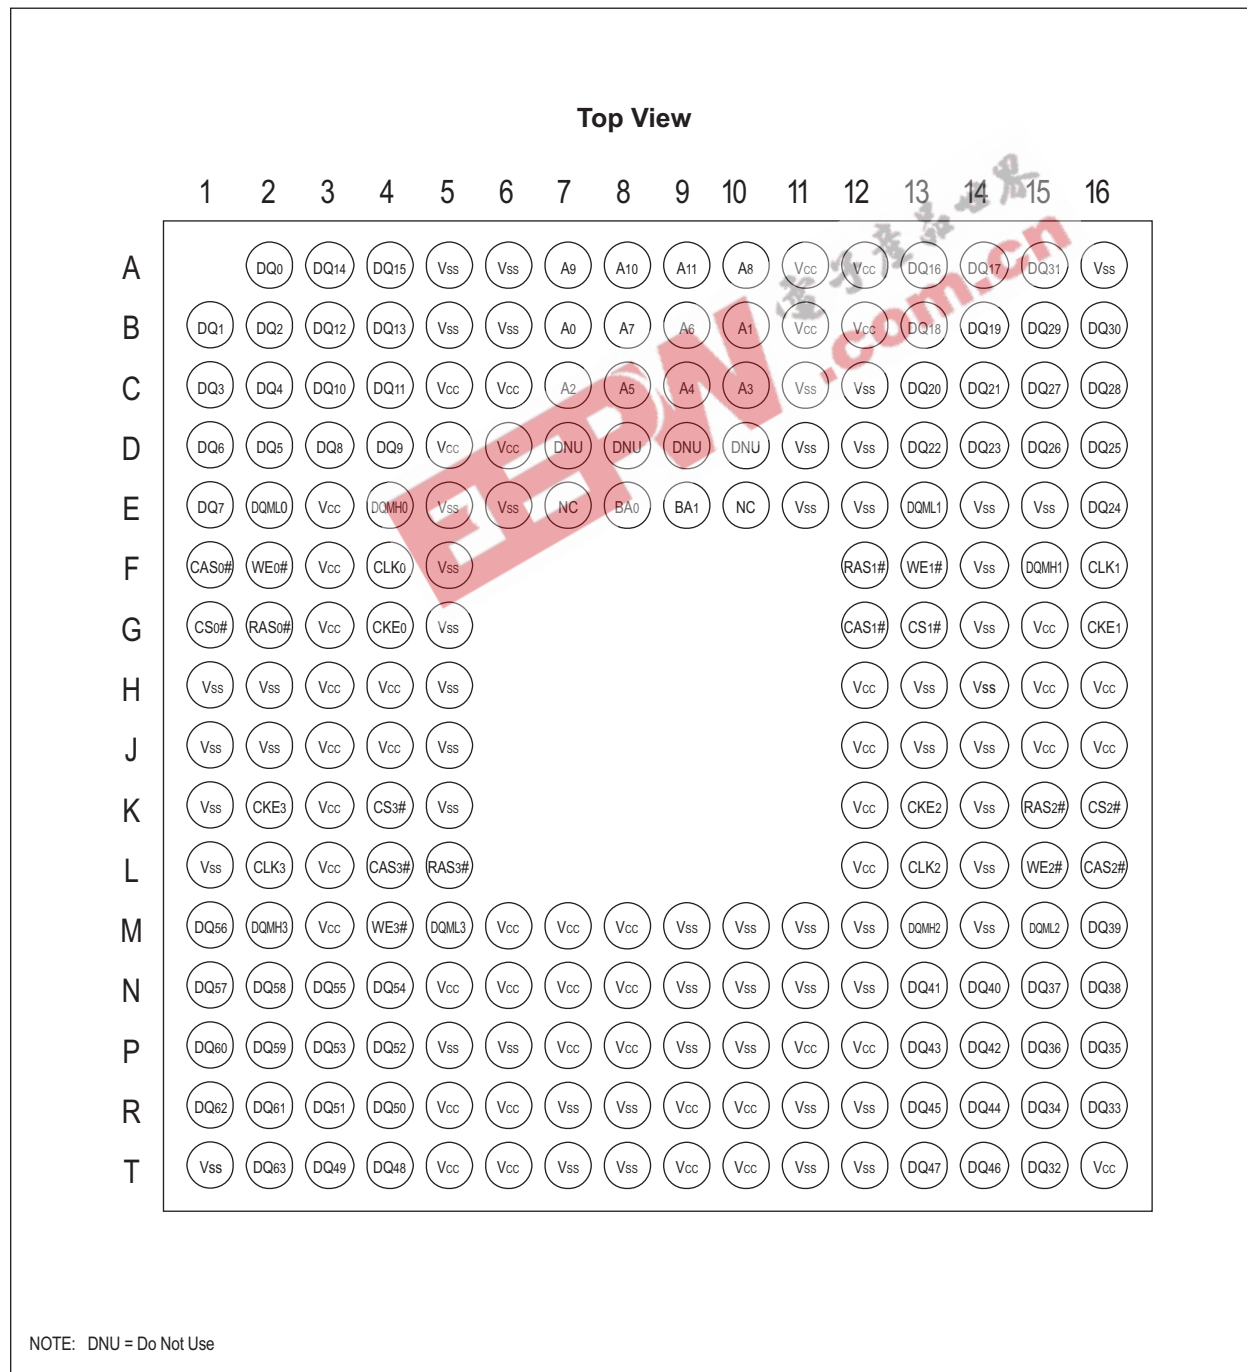 Top View
1 2 3 4 5 6 7 8 9 10 11 12 13 14 15 16
A DQ0 DQ14 DQ15 Vss Vss A9 A10 A11 A8 Vcc Vcc DQ16 DQ17 DQ31 Vss
B DQ1 DQ2 DQ12 DQ13 Vss Vss A0 A7 A6 A1 Vcc Vcc DQ18 DQ19 DQ29 DQ30
C DQ3 DQ4 DQ10 DQ11 Vcc Vcc A2 A5 A4 A3 Vss Vss DQ20 DQ21 DQ27 DQ28
D DQ6 DQ5 DQ8 DQ9 Vcc Vcc DNU DNU DNU DNU Vss Vss DQ22 DQ23 DQ26 DQ25
E DQ7 DQML0 Vcc DQMH0 Vss Vss NC BA0 BA1 NC Vss Vss DQML1 Vss Vss DQ24
F CAS0# WE0# Vcc CLK0 Vss RAS1# WE1# Vss DQMH1 CLK1
G CS0# RAS0# Vcc CKE0 Vss CAS1# CS1# Vss Vcc CKE1
H Vss Vss Vcc Vcc Vss Vcc Vss Vss Vcc Vcc
J Vss Vss Vcc Vcc Vss Vcc Vss Vss Vcc Vcc
K Vss CKE3 Vcc CS3# Vss Vcc CKE2 Vss RAS2# CS2#
L Vss CLK3 Vcc CAS3# RAS3# Vcc CLK2 Vss WE2# CAS2#
M DQ56 DQMH3 Vcc WE3# DQML3 Vcc Vcc Vcc Vss Vss Vss Vss DQMH2 Vss DQML2 DQ39
N DQ57 DQ58 DQ55 DQ54 Vcc Vcc Vcc Vcc Vss Vss Vss Vss DQ41 DQ40 DQ37 DQ38
P DQ60 DQ59 DQ53 DQ52 Vss Vss Vcc Vcc Vss Vss Vcc Vcc DQ43 DQ42 DQ36 DQ35
R DQ62 DQ61 DQ51 DQ50 Vcc Vcc Vss Vss Vcc Vcc Vss Vss DQ45 DQ44 DQ34 DQ33
T Vss DQ63 DQ49 DQ48 Vcc Vcc Vss Vss Vcc Vcc Vss Vss DQ47 DQ46 DQ32 Vcc
NOTE: DNU = Do Not Use
EEPW.com.cn
电子产品世界